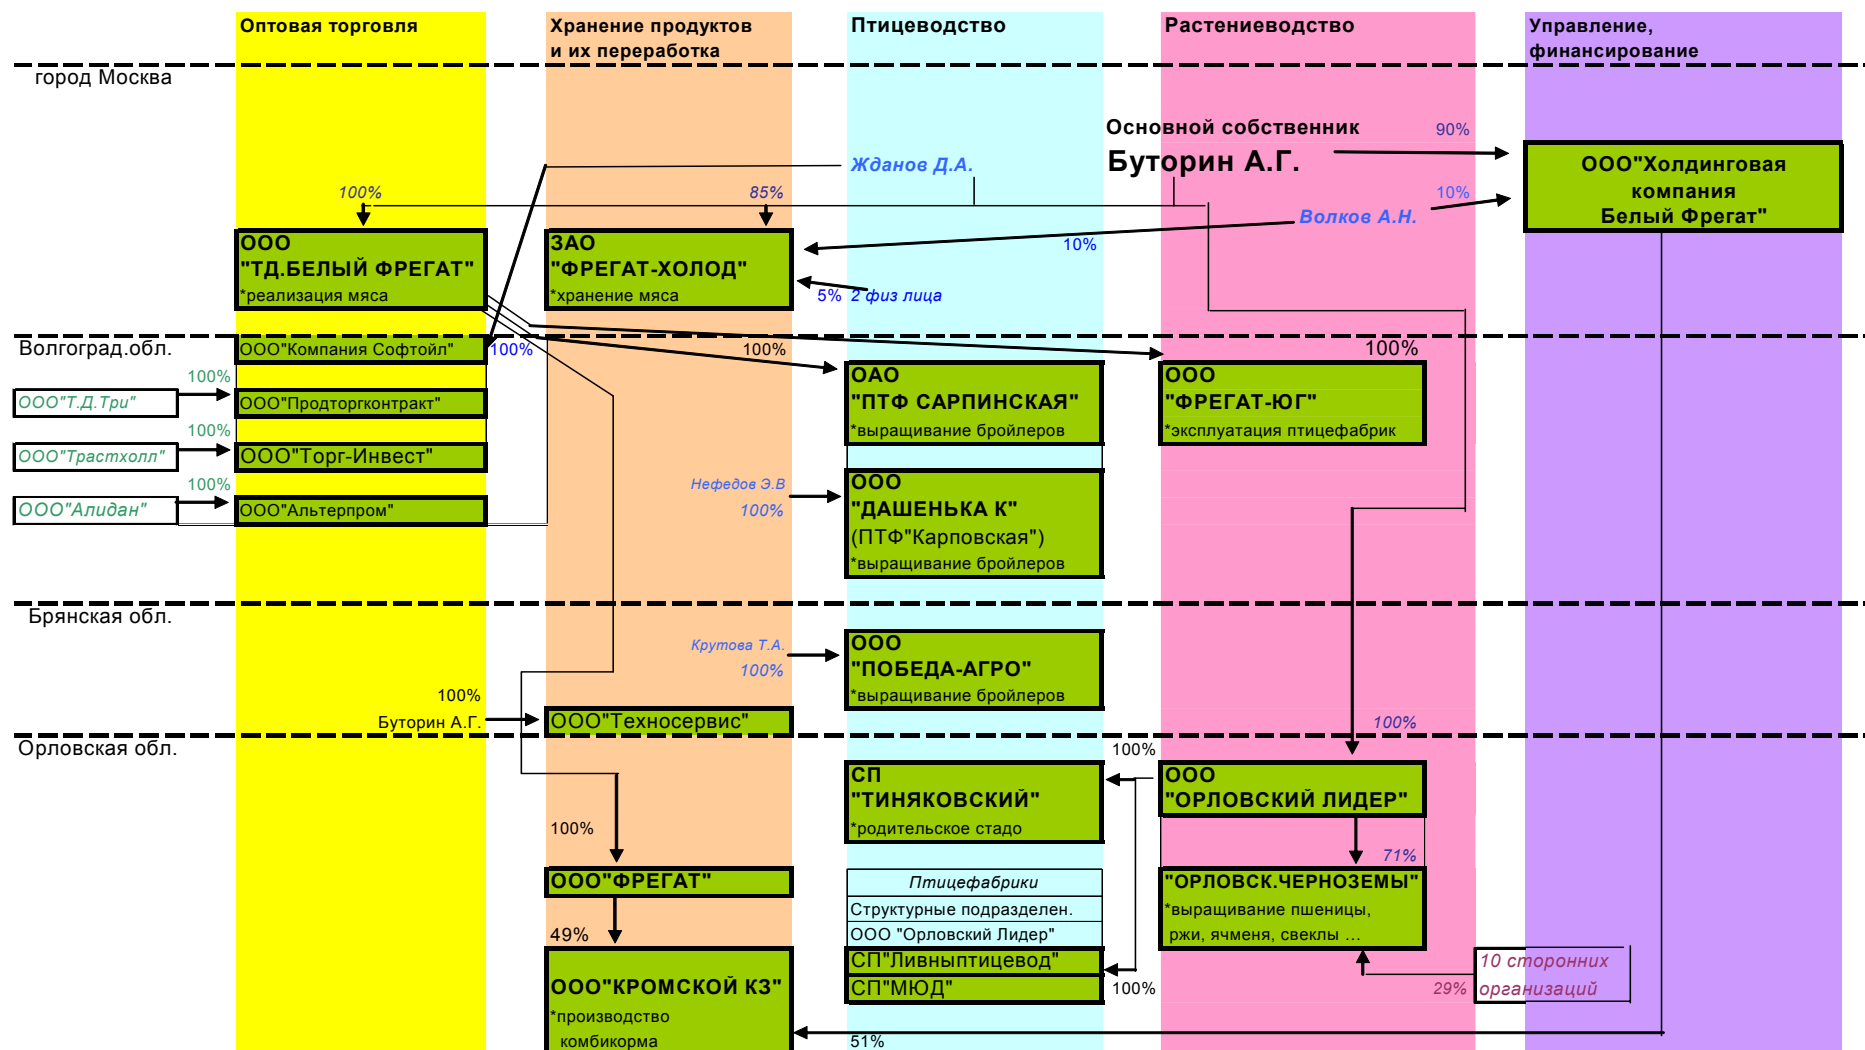 Оптовая торговля
Хранение продуктов
и их переработка
Птицеводство
Растениеводство
Управление,
финансирование
город Москва
Основной собственник
90%
Буторин А.Г.
Жданов Д.А.
ООО"Холдинговая
компания
Белый Фрегат"
100%
85%
10%
Волков А.Н.
ООО
"ТД.БЕЛЫЙ ФРЕГАТ"
*реализация мяса
ЗАО
"ФРЕГАТ-ХОЛОД"
*хранение мяса
10%
5%
2 физ лица
Волгоград.обл.
ООО"Компания Софтойл"
100%
100%
100%
100%
ООО"Т.Д.Три"
ООО"Продторгконтракт"
ОАО
"ПТФ САРПИНСКАЯ"
*выращивание бройлеров
ООО
"ФРЕГАТ-ЮГ"
*эксплуатация птицефабрик
100%
ООО"Трастхолл"
ООО"Торг-Инвест"
100%
ООО"Алидан"
ООО"Альтерпром"
Нефедов Э.В
100%
ООО
"ДАШЕНЬКА К"
(ПТФ"Карповская")
*выращивание бройлеров
Брянская обл.
Крутова Т.А.
100%
ООО
"ПОБЕДА-АГРО"
*выращивание бройлеров
100%
Буторин А.Г.
ООО"Техносервис"
100%
Орловская обл.
100%
СП
"ТИНЯКОВСКИЙ"
*родительское стадо
ООО
"ОРЛОВСКИЙ ЛИДЕР"
100%
71%
ООО"ФРЕГАТ"
Птицефабрики
Структурные подразделен.
ООО "Орловский Лидер"
СП"Ливныптицевод"
СП"МЮД"
100%
"ОРЛОВСК.ЧЕРНОЗЕМЫ"
*выращивание пшеницы,
ржи, ячменя, свеклы ...
49%
10 сторонних
организаций
29%
ООО"КРОМСКОЙ КЗ"
*производство
комбикорма
51%